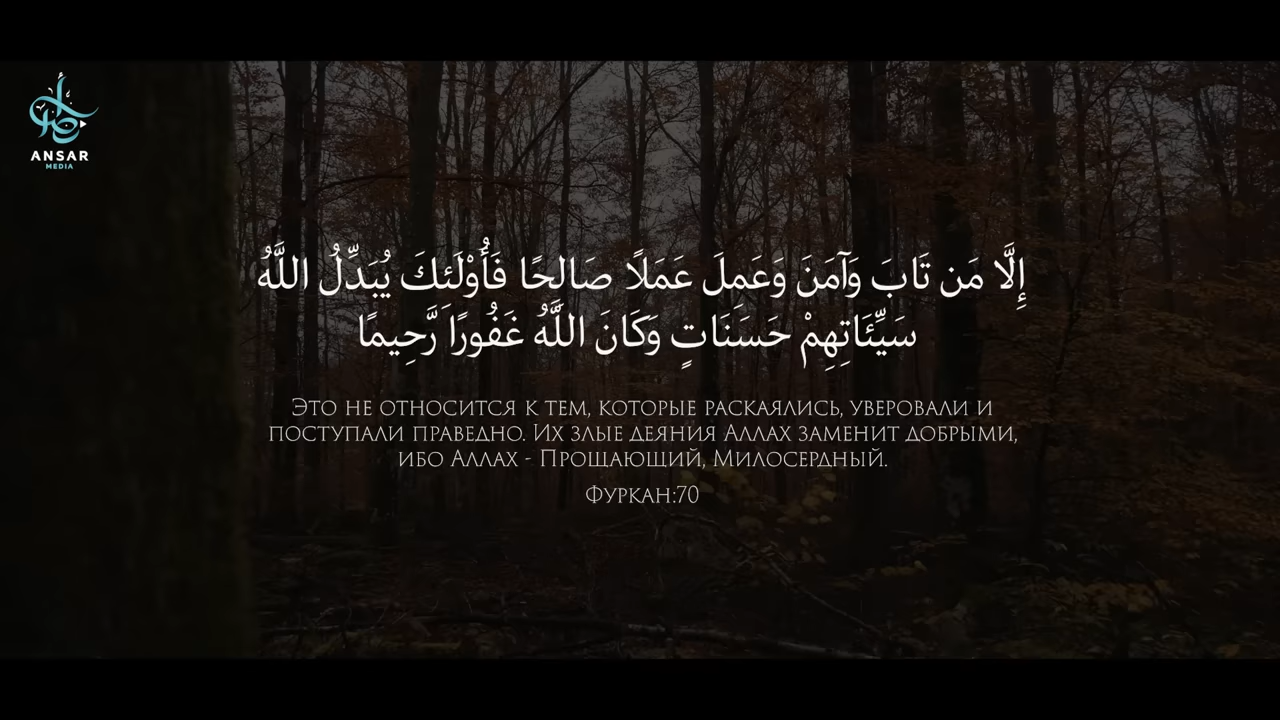 ANSAR
MEDIA
إِلَّا مَن تَابَ وَآمَنَ وَعَمِلَ عَمَلًا صَالِحًا فَأُوْلَئِكَ يُبَدِّلُ اللَّهُ
سَيِّئَاتِهِمْ حَسَنَاتٍ وَكَانَ اللَّهُ غَفُورًا رَّحِيمًا
Это не относится к тем, которые раскаялись, уверовали и
поступали праведно. Их злые деяния Аллах заменит добрыми,
ибо Аллах - Прощающий, Милосердный.
Фуркан:70